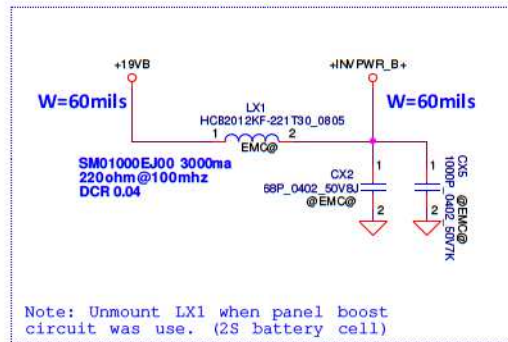 +19VB
+INVPWR_B+
W=60mils
W=60mils
LX1
HCB2012KF-221T30_0805
1
2
EMC@
SM01000EJ00 3000ma
220ohm@100mhz
DCR 0.04
CX2
68P_0402_50V8J
@EMC@
1
2
1
2
CX5
1000P_0402_50V7K
@EMC@
Note: Unmount LX1 when panel boost
circuit was use. (2S battery cell)